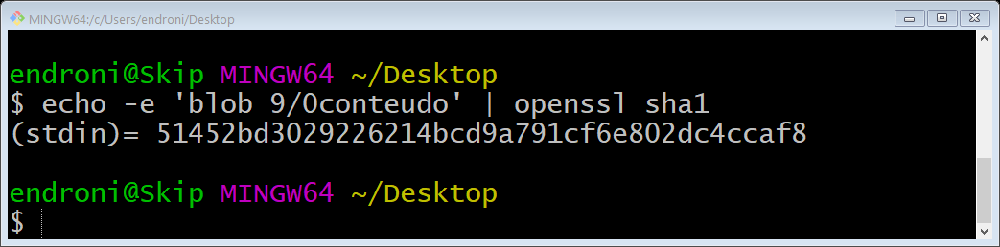 MINGW64:/c/Users/endroni/Desktop
endroni@Skip MINGW64 ~/Desktop
$ echo -e 'blob 9/0conteudo' | openssl sha1
(stdin)= 51452bd3029226214bcd9a791cf6e802dc4ccaf8
endroni@Skip MINGW64 ~/Desktop
$